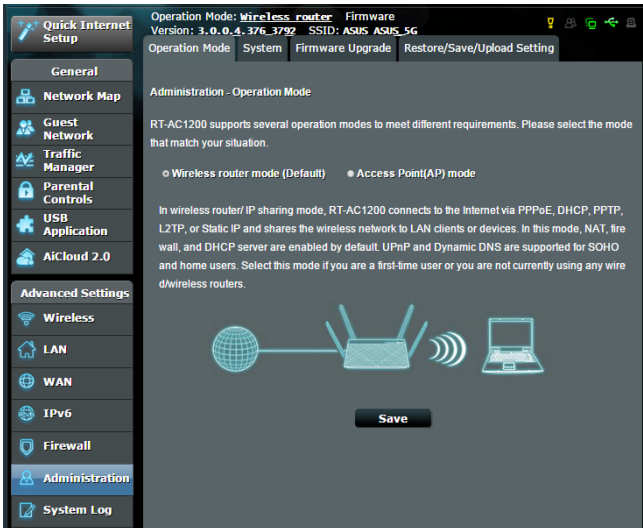 Quick Internet
Setup
Operation Mode: Wireless router Firmware
Version: 3.0.0.4.376_3792 SSID: ASUS ASUS_5G
Operation Mode System Firmware Upgrade Restore/Save/Upload Setting
General
Network Map
Guest
Network
Traffic
Manager
Parental
Controls
USB
Application
AiCloud 2.0
Advanced Settings
Wireless
LAN
WAN
IPv6
Firewall
Administration
System Log
Administration - Operation Mode
RT-AC1200 supports several operation modes to meet different requirements. Please select the mode
that match your situation.
Wireless router mode (Default) Access Point(AP) mode
In wireless router/ IP sharing mode, RT-AC1200 connects to the Internet via PPPoE, DHCP, PPTP,
L2TP, or Static IP and shares the wireless network to LAN clients or devices. In this mode, NAT, fire
wall, and DHCP server are enabled by default. UPnP and Dynamic DNS are supported for SOHO
and home users. Select this mode if you are a first-time user or you are not currently using any wire
d/wireless routers.
Save